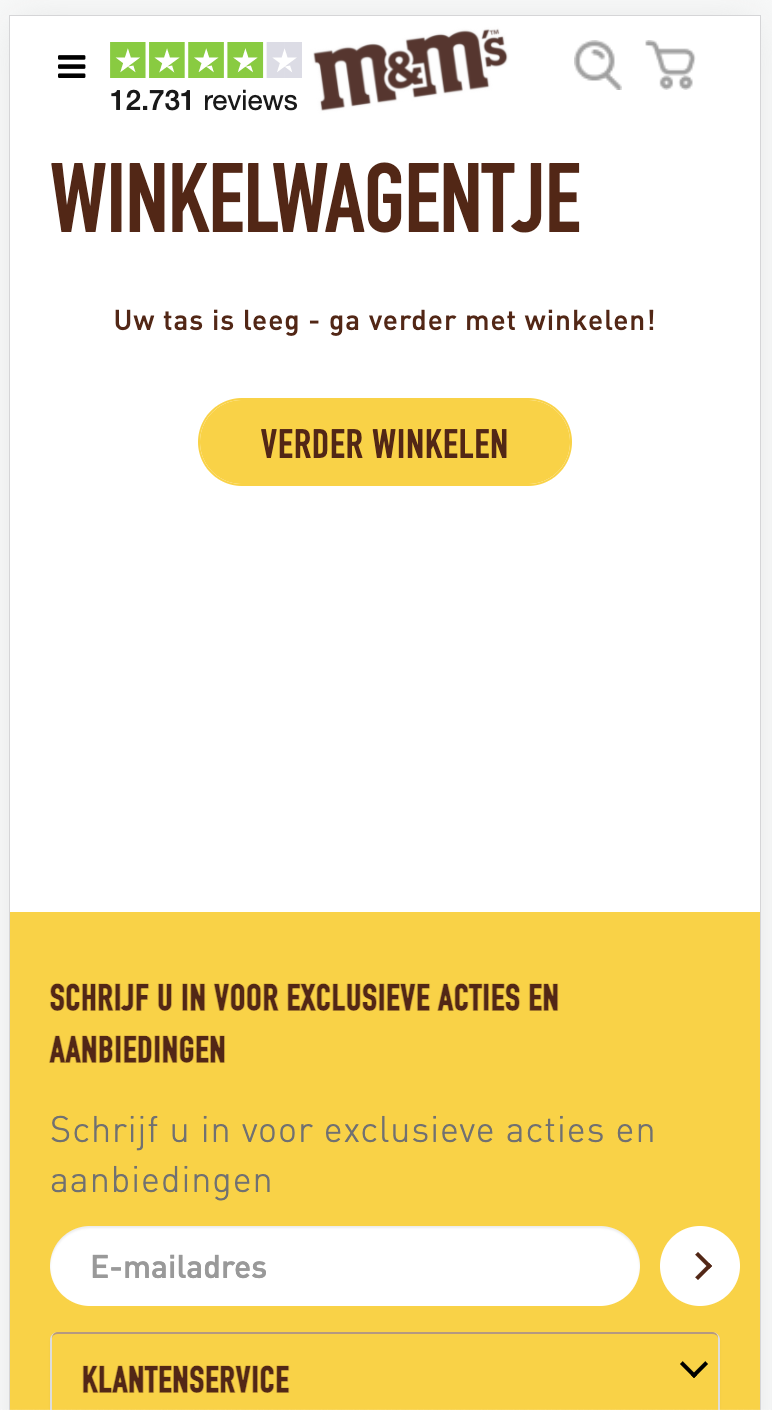 m&m's™
12.731 reviews
WINKELWAGENTJE
Uw tas is leeg - ga verder met winkelen!
VERDER WINKELEN
SCHRIJF U IN VOOR EXCLUSIEVE ACTIES EN
AANBIEDINGEN
Schrijf u in voor exclusieve acties en
aanbiedingen
E-mailadres
KLANTENSERVICE